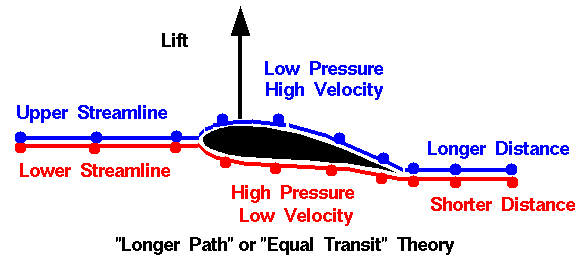 Lift
Low Pressure
High Velocity
Upper Streamline
Longer Distance
Lower Streamline
High Pressure
Low Velocity
Shorter Distance
"Longer Path" or "Equal Transit" Theory